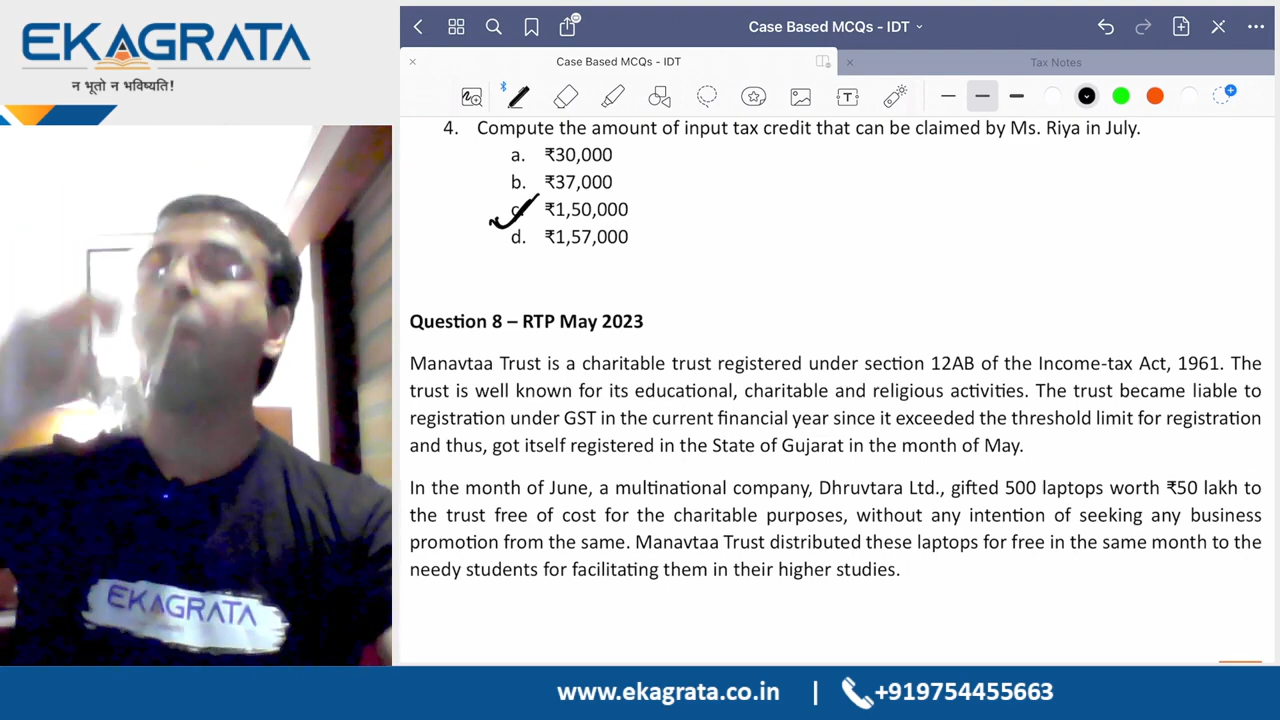 EKAGRATA
न भूतो न भविष्यति!
Case Based MCQs - IDT
Case Based MCQs - IDT
Tax Notes
4. Compute the amount of input tax credit that can be claimed by Ms. Riya in July.
a. ₹30,000
b. ₹37,000
c. ₹1,50,000
d. ₹1,57,000
Question 8 – RTP May 2023
Manavtaa Trust is a charitable trust registered under section 12AB of the Income-tax Act, 1961. The
trust is well known for its educational, charitable and religious activities. The trust became liable to
registration under GST in the current financial year since it exceeded the threshold limit for registration
and thus, got itself registered in the State of Gujarat in the month of May.
In the month of June, a multinational company, Dhruvtara Ltd., gifted 500 laptops worth ₹50 lakh to
the trust free of cost for the charitable purposes, without any intention of seeking any business
promotion from the same. Manavtaa Trust distributed these laptops for free in the same month to the
needy students for facilitating them in their higher studies.
EKAGRATA
www.ekagrata.co.in | +919754455663